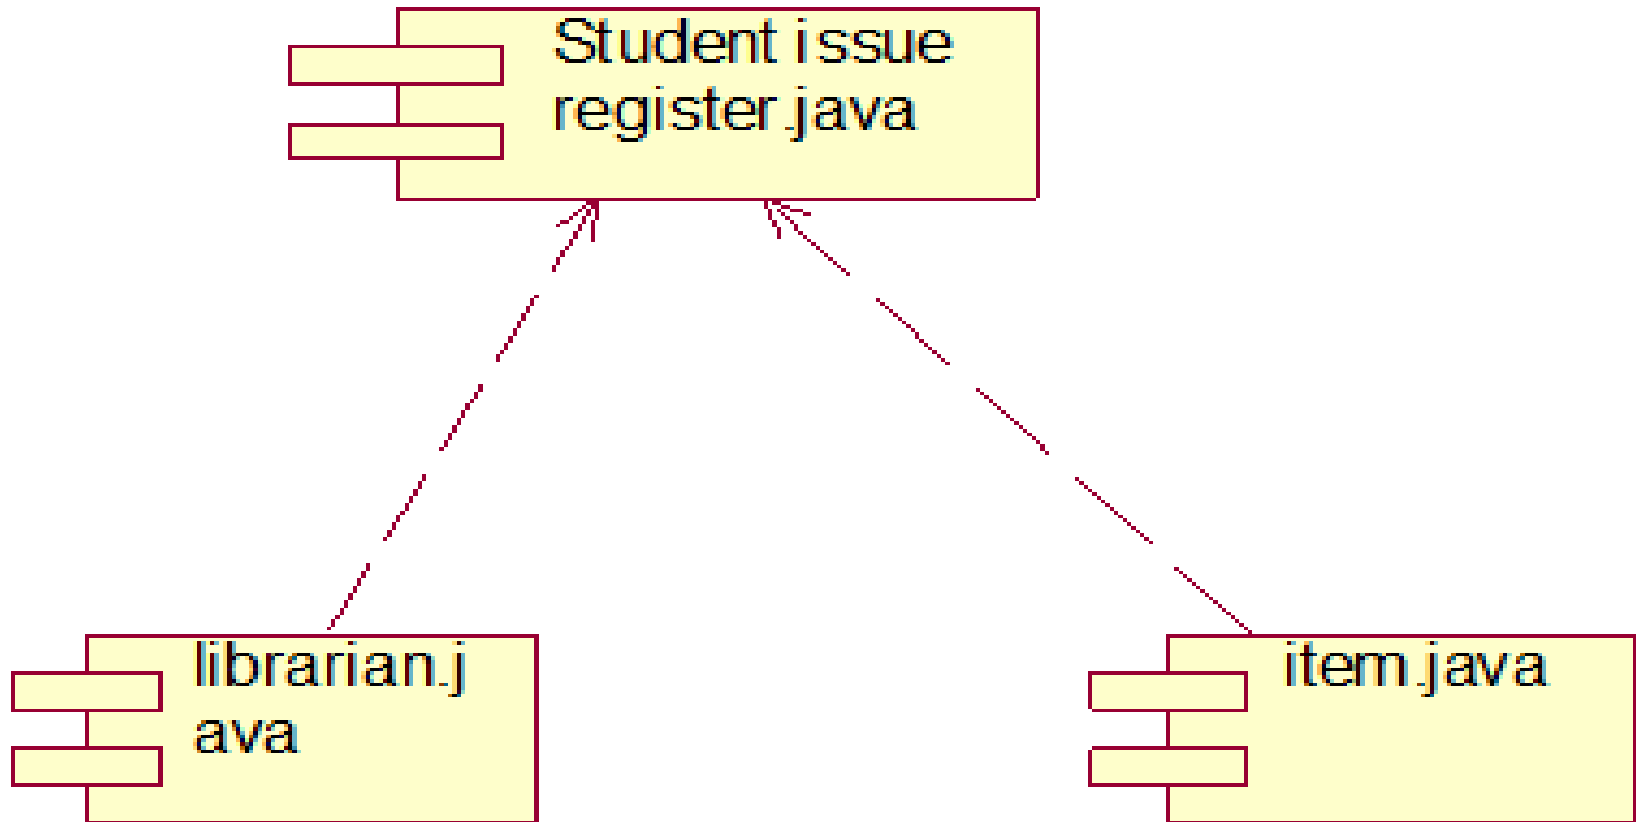 Student issue
register.java
librarian.j
ava
item.java